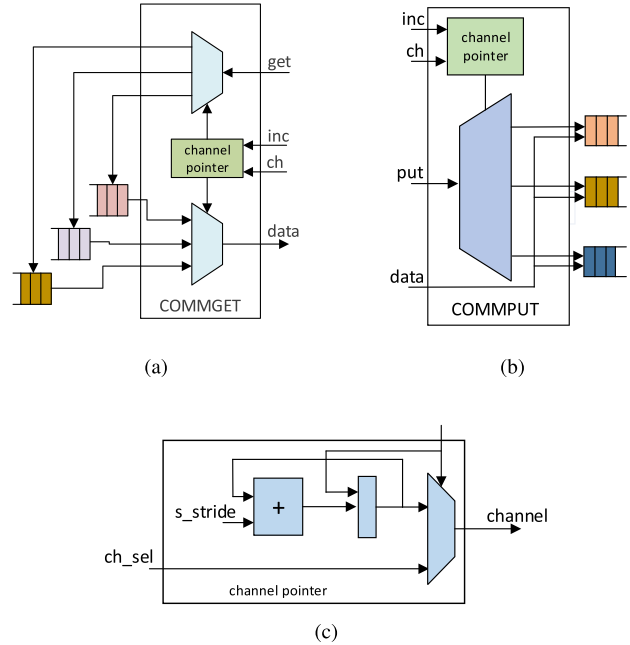 get
inc
channel
pointer
ch
data
COMMGET
(a)
inc
ch
channel
pointer
put
data
COMMPUT
(b)
s_stride
+
channel
ch_sel
channel pointer
(c)